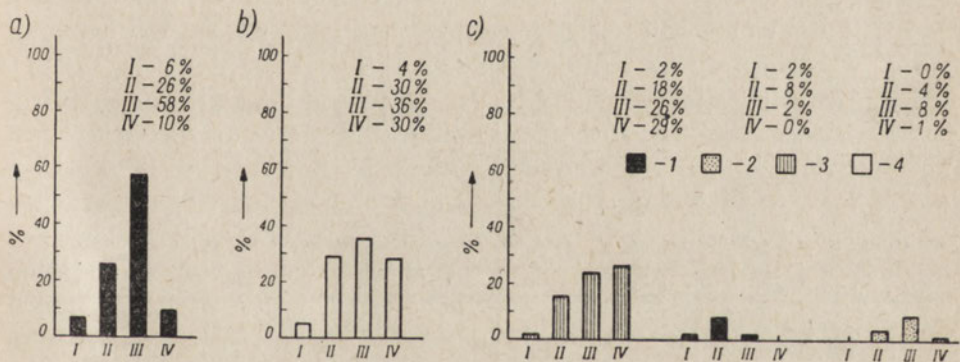 a)
100
80
60
40
20
0
%
I – 6 %
II – 26 %
III – 58 %
IV – 10 %
I II III IV
b)
100
80
60
40
20
0
%
I – 4 %
II – 30 %
III – 36 %
IV – 30 %
I II III IV
c)
100
80
60
40
20
0
%
I – 2 %
II – 18 %
III – 26 %
IV – 29 %
I – 2 %
II – 8 %
III – 2 %
IV – 0 %
I – 0 %
II – 4 %
III – 8 %
IV – 1 %
–1 –2 –3 –4
I II III IV I II III IV I II III IV